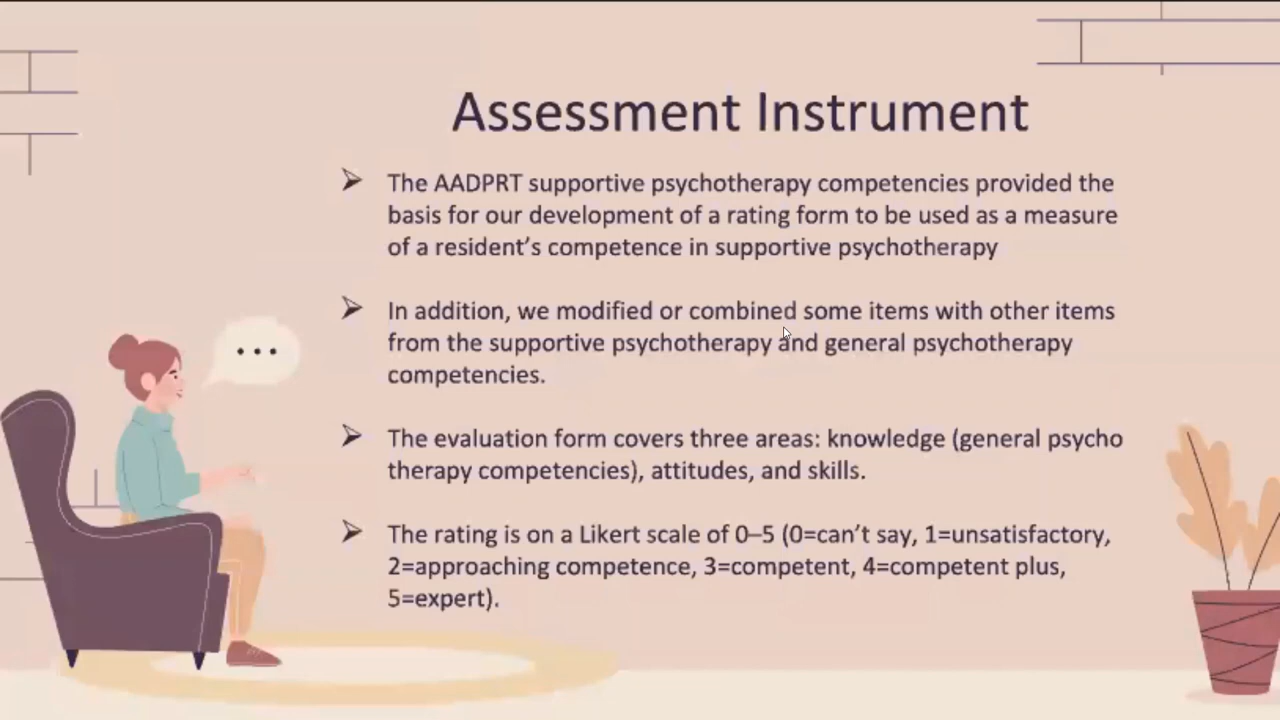 Assessment Instrument
The AADPRT supportive psychotherapy competencies provided the
basis for our development of a rating form to be used as a measure
of a resident’s competence in supportive psychotherapy
In addition, we modified or combined some items with other items
from the supportive psychotherapy and general psychotherapy
competencies.
The evaluation form covers three areas: knowledge (general psycho
therapy competencies), attitudes, and skills.
The rating is on a Likert scale of 0–5 (0=can’t say, 1=unsatisfactory,
2=approaching competence, 3=competent, 4=competent plus,
5=expert).